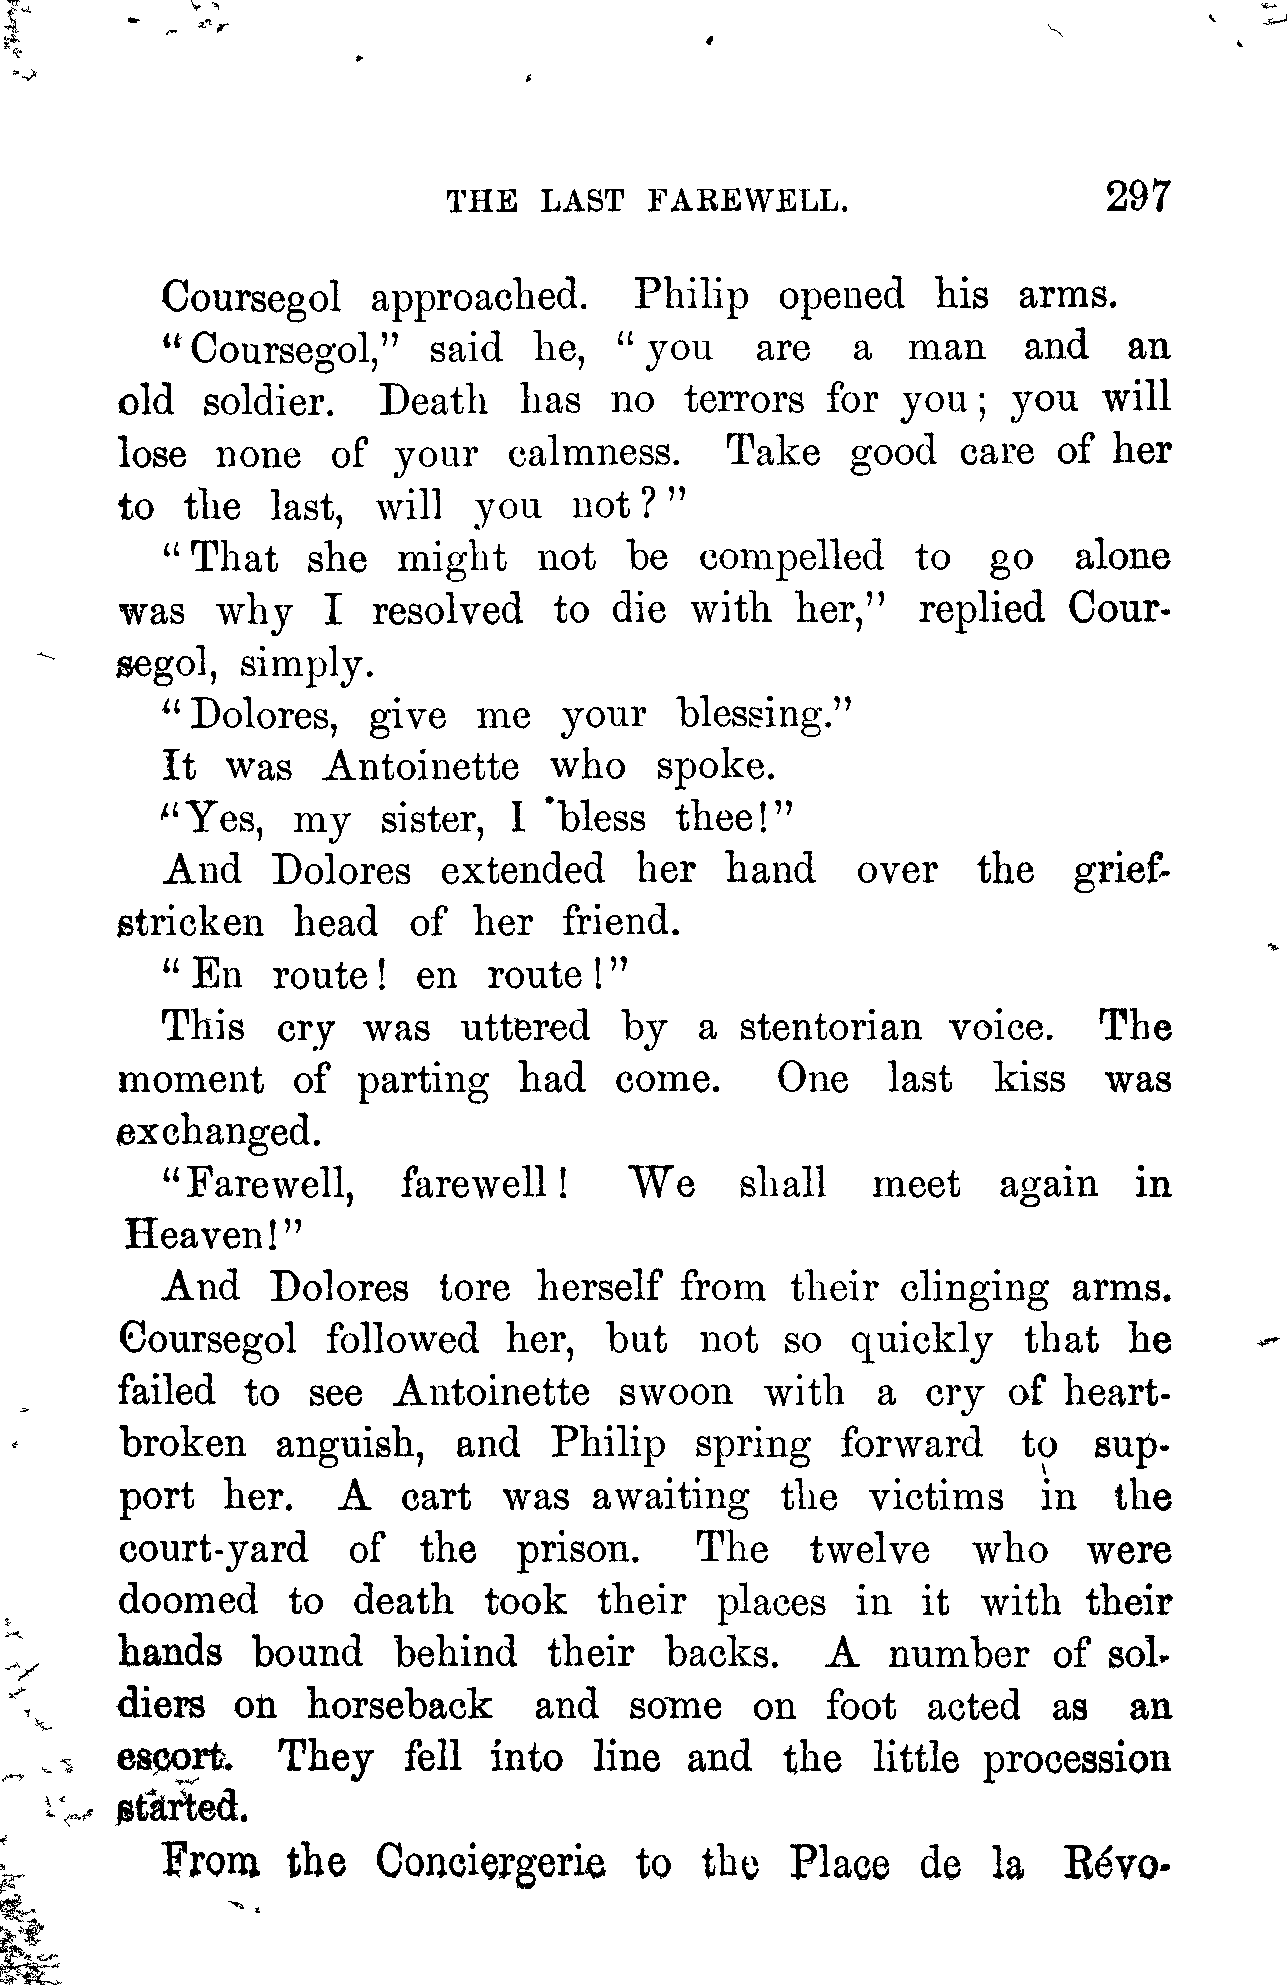 THE LAST FAREWELL. 297
Coursegol approached. Philip opened his arms.
"Coursegol," said he, "you are a man and an
old soldier. Death has no terrors for you; you will
lose none of your calmness. Take good care of her
to the last, will you not?"
"That she might not be compelled to go alone
was why I resolved to die with her," replied Cour-
segol, simply.
"Dolores, give me your blessing."
It was Antoinette who spoke.
"Yes, my sister, I bless thee!"
And Dolores extended her hand over the grief-
stricken head of her friend.
"En route! en route!"
This cry was uttered by a stentorian voice. The
moment of parting had come. One last kiss was
exchanged.
"Farewell, farewell! We shall meet again in
Heaven!"
And Dolores tore herself from their clinging arms.
Coursegol followed her, but not so quickly that he
failed to see Antoinette swoon with a cry of heart-
broken anguish, and Philip spring forward to sup-
port her. A cart was awaiting the victims in the
court-yard of the prison. The twelve who were
doomed to death took their places in it with their
hands bound behind their backs. A number of sol-
diers on horseback and some on foot acted as an
escort. They fell into line and the little procession
started.
From the Conciergerie to the Place de la Révo-